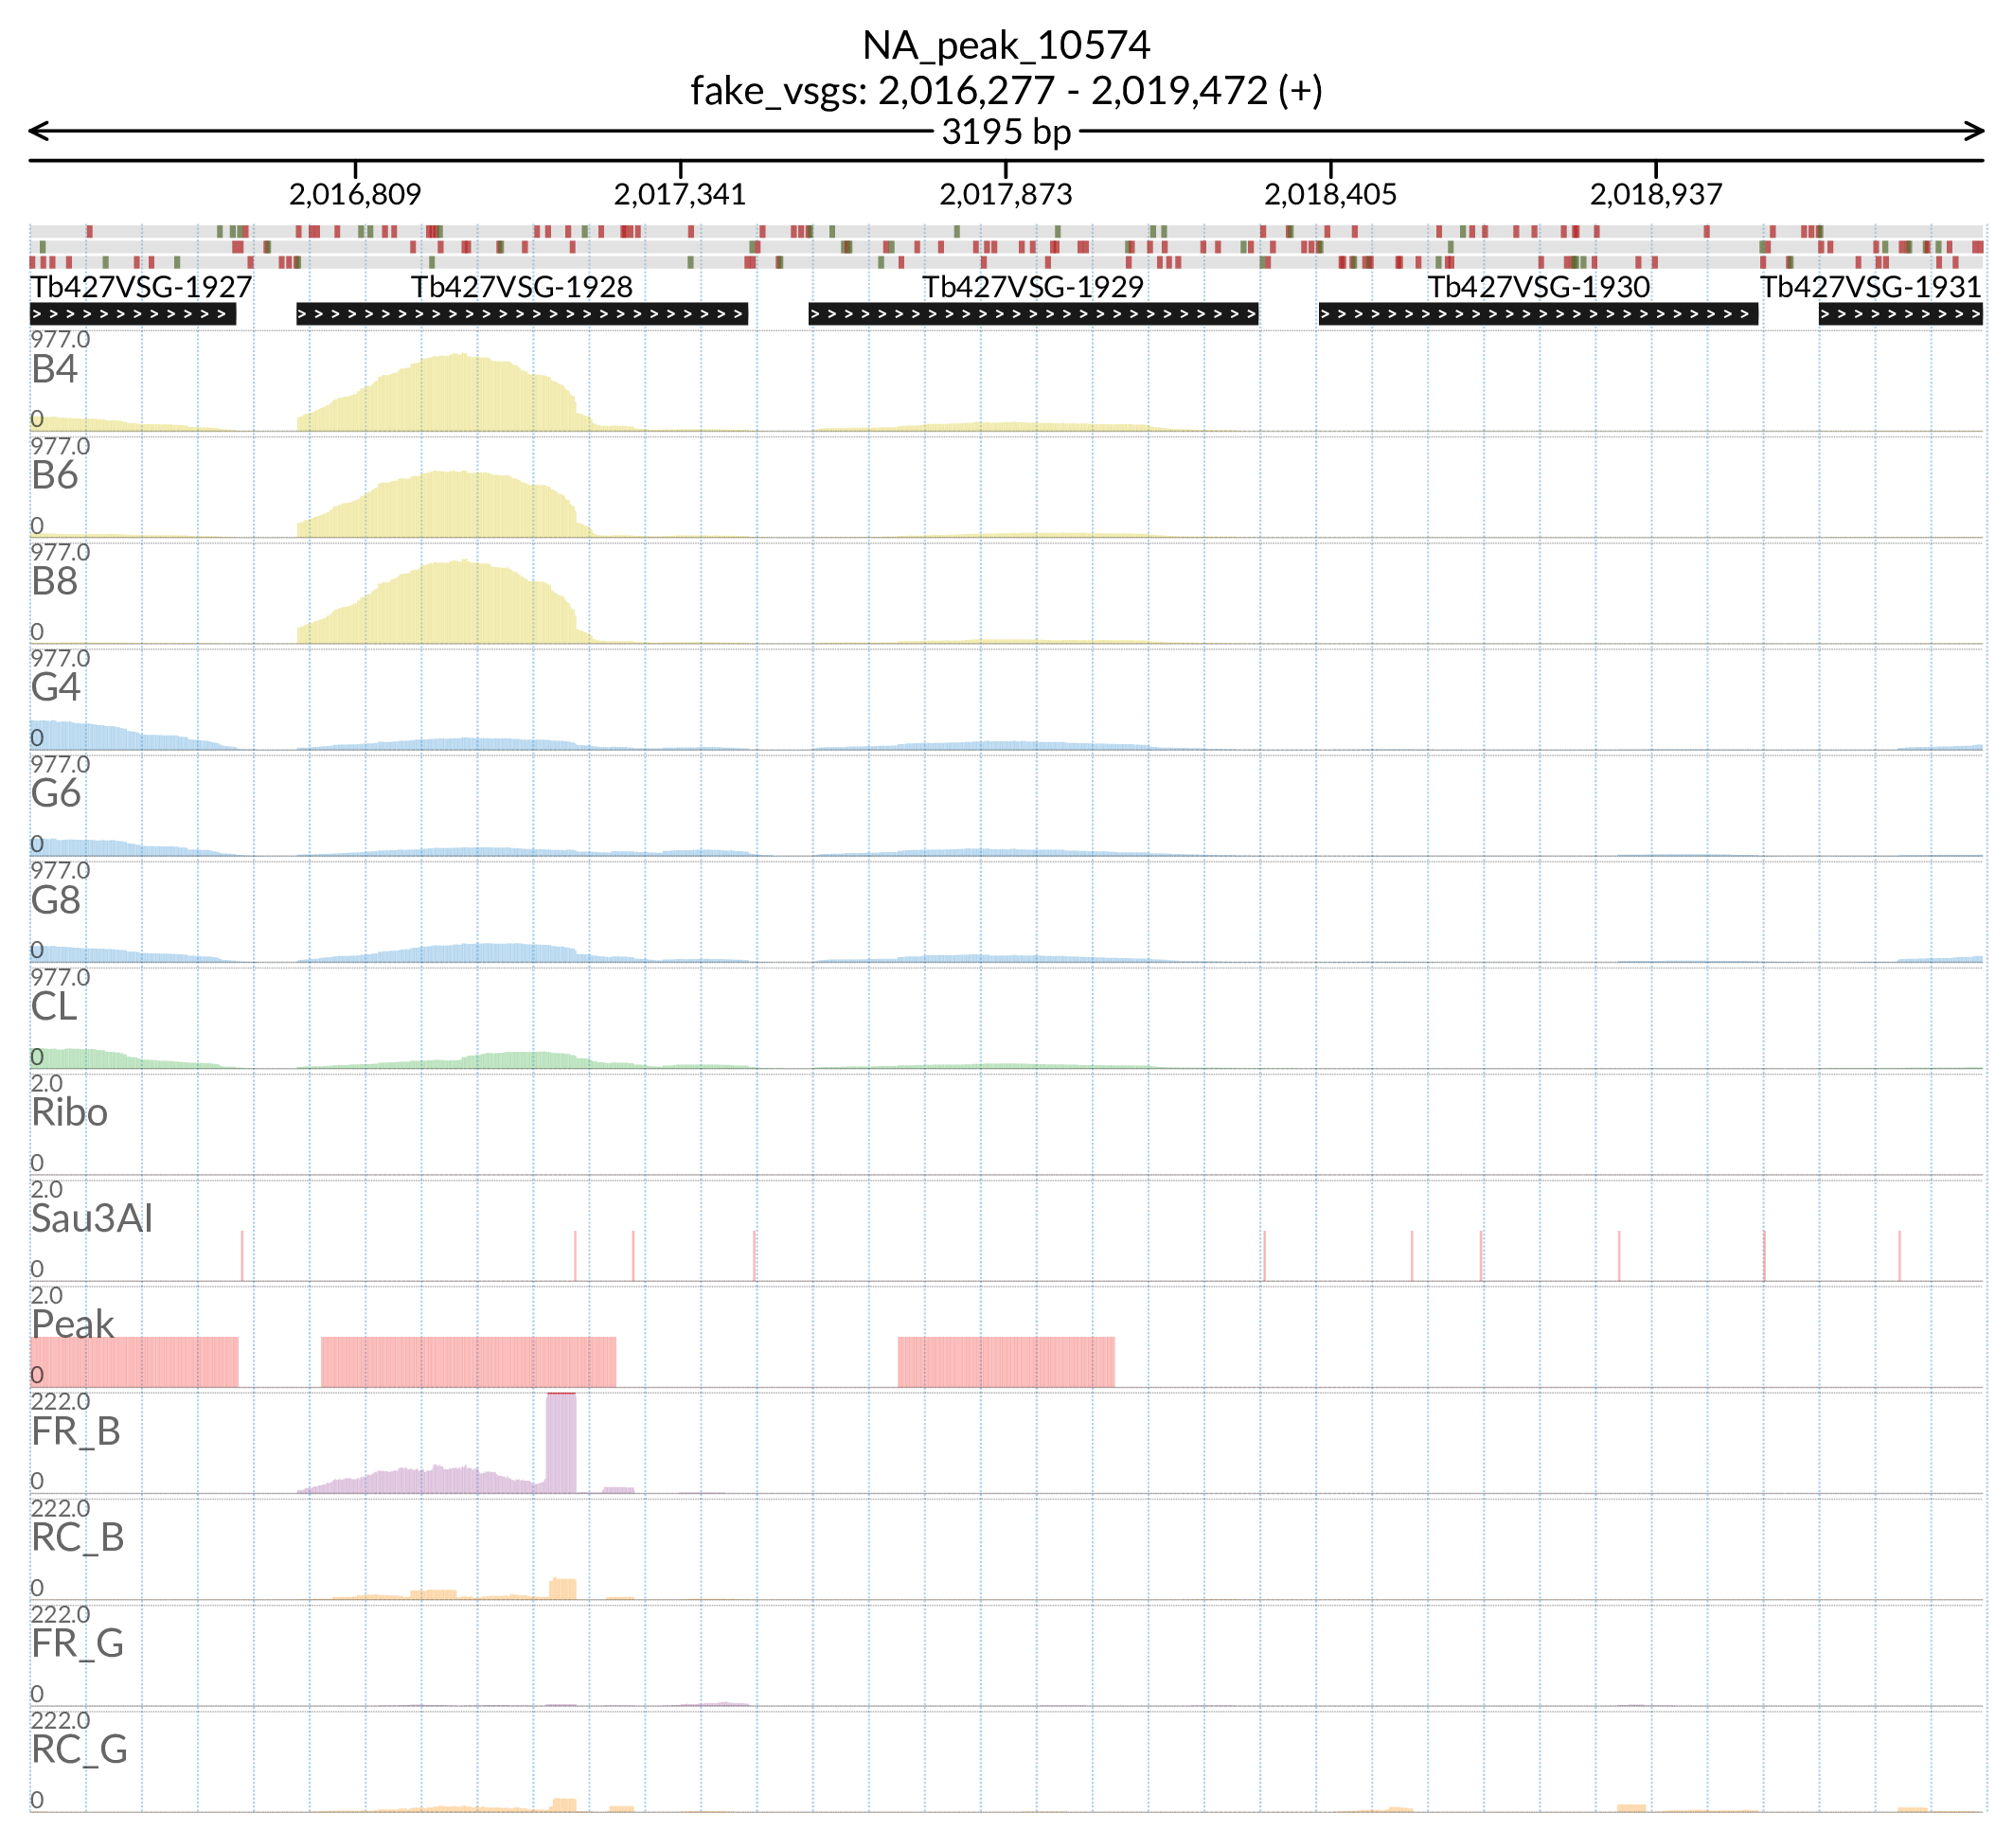 NA_peak_10574
fake_vsgs: 2,016,277 - 2,019,472 (+)
3195 bp
2,016,809 2,017,341 2,017,873 2,018,405 2,018,937
Tb427VSG-1927 Tb427VSG-1928 Tb427VSG-1929 Tb427VSG-1930 Tb427VSG-1931
977.0
B4
0
977.0
B6
0
977.0
B8
0
977.0
G4
0
977.0
G6
0
977.0
G8
0
977.0
CL
0
2.0
Ribo
0
2.0
Sau3AI
0
2.0
Peak
0
222.0
FR_B
0
222.0
RC_B
0
222.0
FR_G
0
222.0
RC_G
0